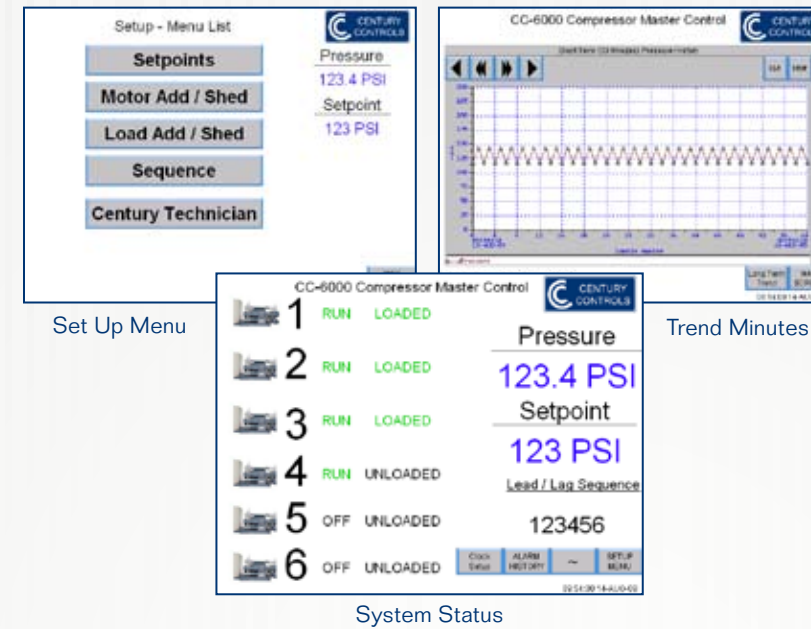 Setup - Menu List
CENTURY
CONTROLS
Setpoints
Motor Add / Shed
Load Add / Shed
Sequence
Century Technician
Pressure
123.4 PSI
Setpoint
123 PSI
Set Up Menu
CC-6000 Compressor Master Control
CENTURY
CONTROLS
Long Term
Trend
Trend Minutes
CC-6000 Compressor Master Control
CENTURY
CONTROLS
1 RUN LOADED
2 RUN LOADED
3 RUN LOADED
4 RUN UNLOADED
5 OFF UNLOADED
6 OFF UNLOADED
Pressure
123.4 PSI
Setpoint
123 PSI
Lead / Lag Sequence
123456
Clock
Setup
ALARM
HISTORY
~
SETUP
MENU
System Status